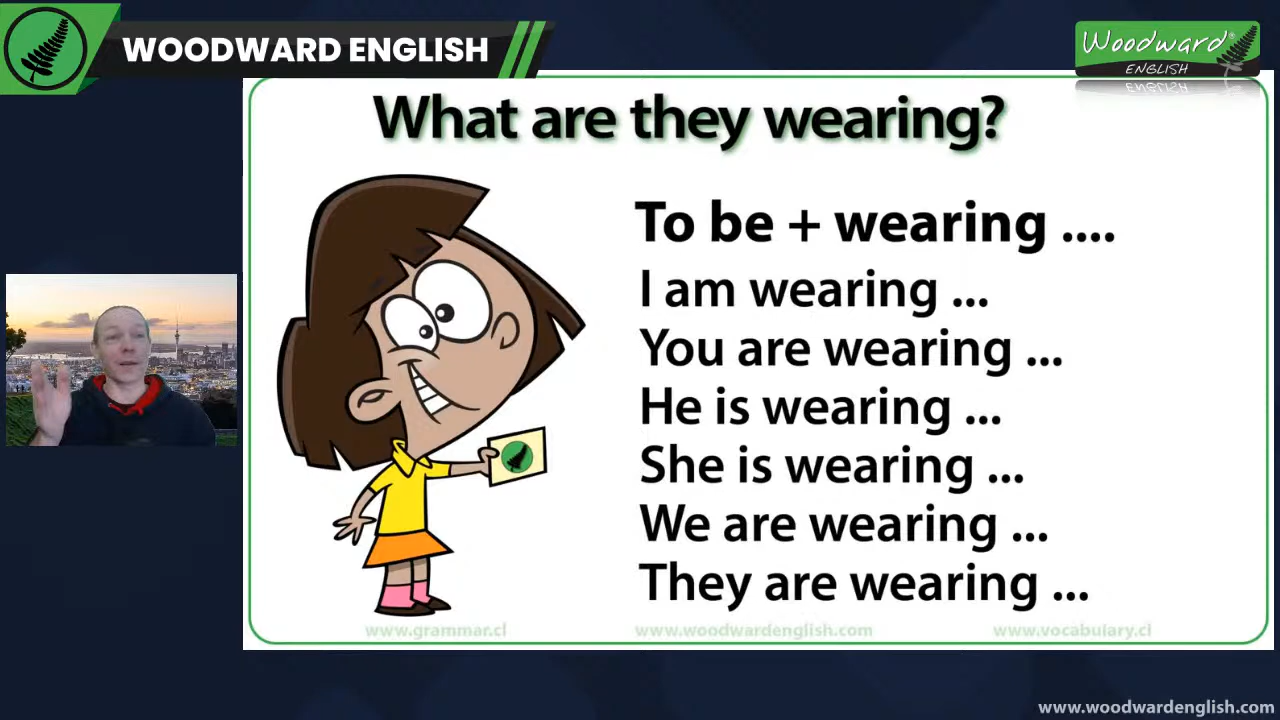 WOODWARD ENGLISH
Woodward®
ENGLISH
What are they wearing?
To be + wearing ....
I am wearing ...
You are wearing ...
He is wearing ...
She is wearing ...
We are wearing ...
They are wearing ...
www.grammar.cl
www.woodwardenglish.com
www.vocabulary.cl
www.woodwardenglish.com